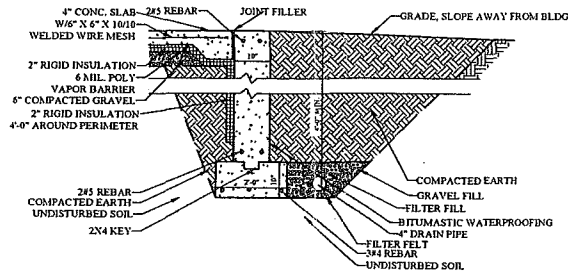 4" CONC. SLAB
W/6" X 6" X 10/10
WELDED WIRE MESH
2#5 REBAR
JOINT FILLER
GRADE, SLOPE AWAY FROM BLDG
10"
2" RIGID INSULATION
6 MIL. POLY
VAPOR BARRIER
6" COMPACTED GRAVEL
2" RIGID INSULATION
4'-0" AROUND PERIMETER
2#5 REBAR
COMPACTED EARTH
UNDISTURBED SOIL
2X4 KEY
2'-0"
10"
COMPACTED EARTH
GRAVEL FILL
FILTER FILL
BITUMASTIC WATERPROOFING
4" DRAIN PIPE
FILTER FELT
3#4 REBAR
UNDISTURBED SOIL